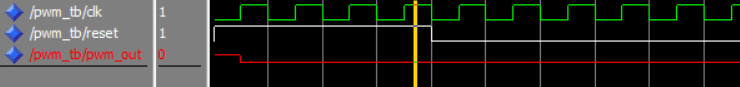 /pwm_tb/clk 1
/pwm_tb/reset 1
/pwm_tb/pwm_out 0